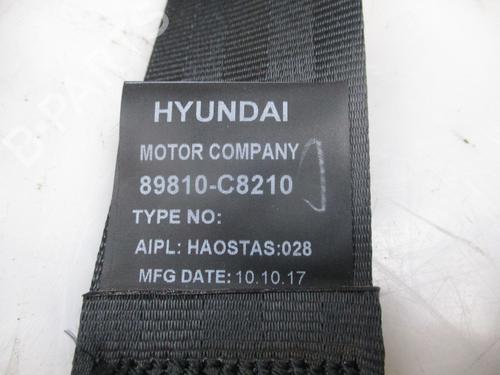 HYUNDAI
MOTOR COMPANY
89810-C8210
TYPE NO:
AIPL: HAOSTAS:028
MFG DATE: 10.10.17